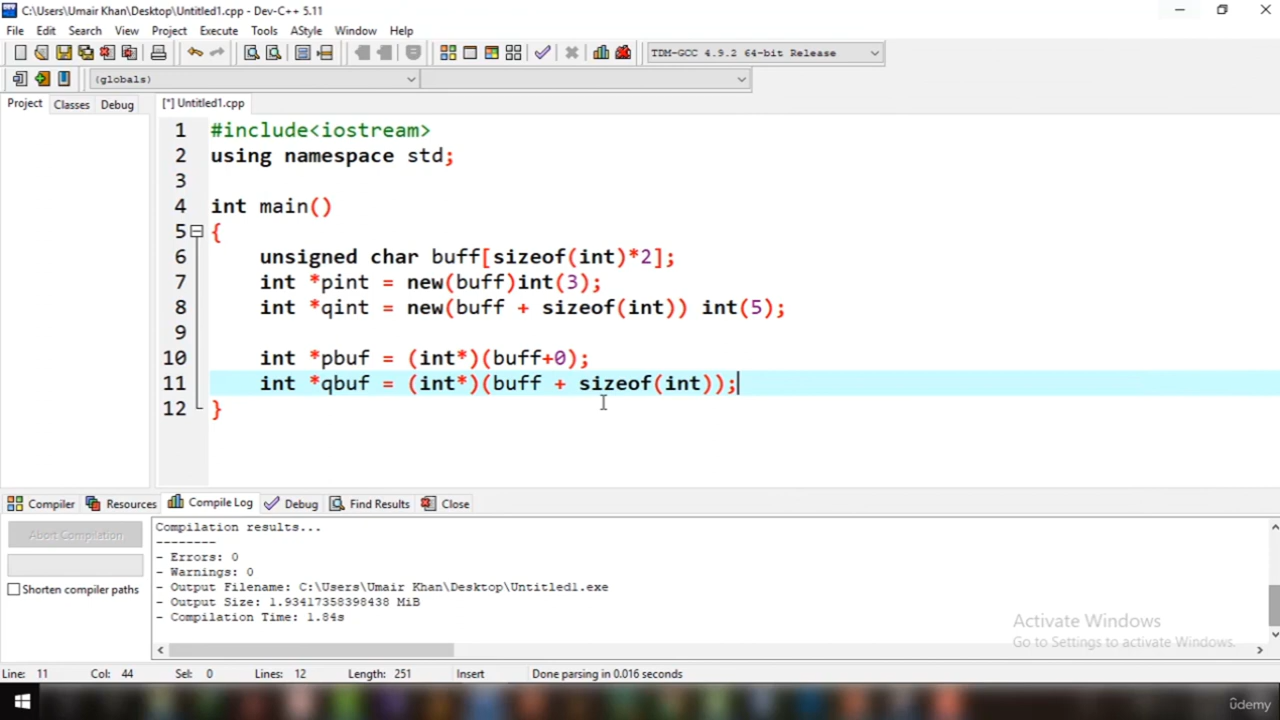 C:\Users\Umair Khan\Desktop\Untitled1.cpp - Dev-C++ 5.11
File Edit Search View Project Execute Tools AStyle Window Help
TDM-GCC 4.9.2 64-bit Release
(globals)
Project Classes Debug [*] Untitled1.cpp
1 #include<iostream>
2 using namespace std;
3
4 int main()
5 {
6 unsigned char buff[sizeof(int)*2];
7 int *pint = new(buff)int(3);
8 int *qint = new(buff + sizeof(int)) int(5);
9
10 int *pbuf = (int*)(buff+0);
11 int *qbuf = (int*)(buff + sizeof(int));
12 }
Compiler Resources Compile Log Debug Find Results Close
Abort Compilation
Shorten compiler paths
Compilation results...
--------
- Errors: 0
- Warnings: 0
- Output Filename: C:\Users\Umair Khan\Desktop\Untitled1.exe
- Output Size: 1.93417358398438 MiB
- Compilation Time: 1.84s
Activate Windows
Go to Settings to activate Windows.
Line: 11 Col: 44 Sel: 0 Lines: 12 Length: 251 Insert Done parsing in 0.016 seconds
ûdemy